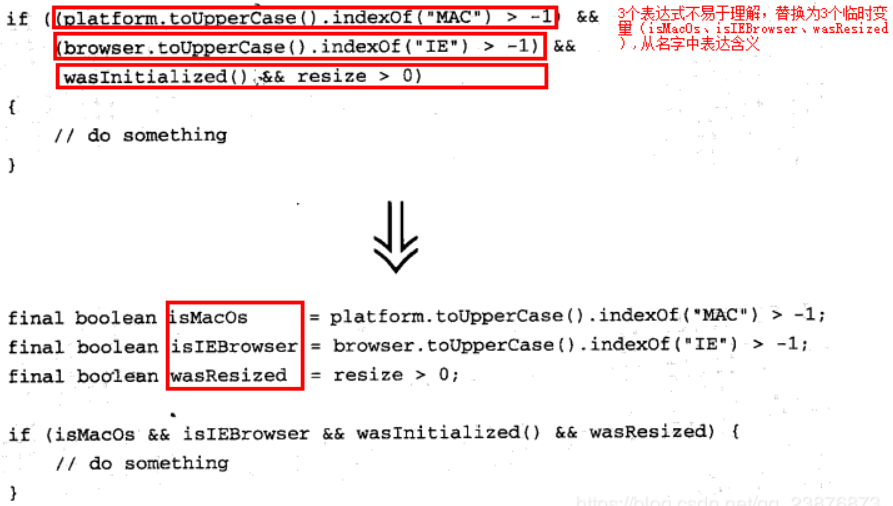 if ((platform.toUpperCase().indexOf("MAC") > -1) &&
(browser.toUpperCase().indexOf("IE") > -1) &&
wasInitialized() && resize > 0)
{
// do something
}
3个表达式不易于理解，替换为3个临时变
量（isMacOs、isIEBrowser、wasResized
）,从名字中表达含义
final boolean isMacOs = platform.toUpperCase().indexOf("MAC") > -1;
final boolean isIEBrowser = browser.toUpperCase().indexOf("IE") > -1;
final boolean wasResized = resize > 0;
if (isMacOs && isIEBrowser && wasInitialized() && wasResized) {
// do something
}
https://blog.csdn.net/qq_23876873